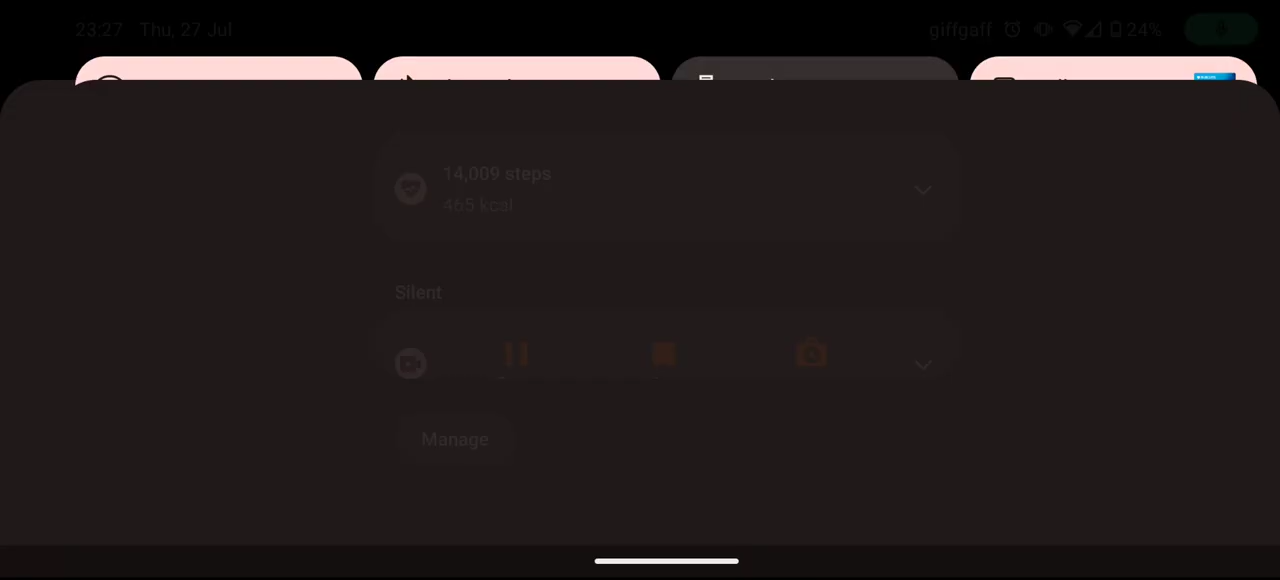 23:27 Thu, 27 Jul
giffgaff 24%
14,009 steps
465 kcal
Silent
Manage